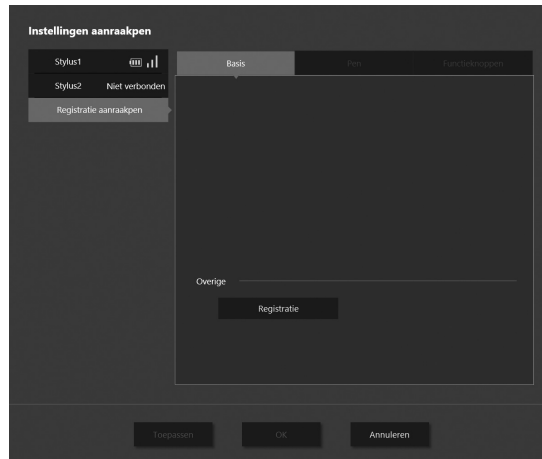 Instellingen aanraakpen
Stylus1
Stylus2 Niet verbonden
Registratie aanraakpen
Basis Pen Functieknoppen
Overige
Registratie
Toepassen OK Annuleren